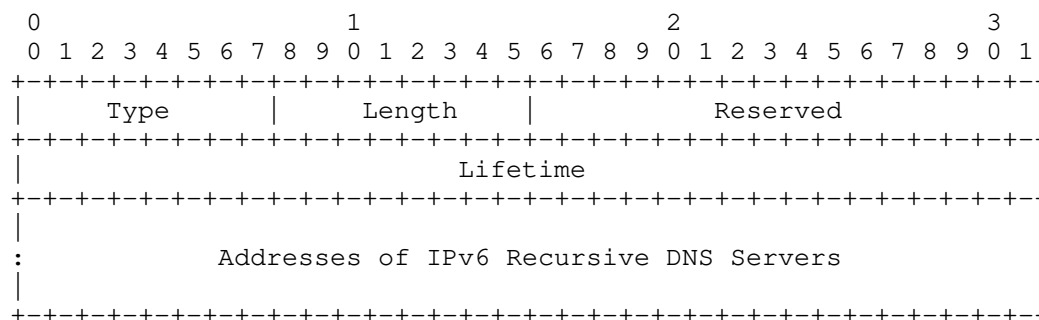 0                   1                   2                   3
 0 1 2 3 4 5 6 7 8 9 0 1 2 3 4 5 6 7 8 9 0 1 2 3 4 5 6 7 8 9 0 1
+-+-+-+-+-+-+-+-+-+-+-+-+-+-+-+-+-+-+-+-+-+-+-+-+-+-+-+-+-+-+-+-
|     Type      |     Length    |           Reserved
+-+-+-+-+-+-+-+-+-+-+-+-+-+-+-+-+-+-+-+-+-+-+-+-+-+-+-+-+-+-+-+-
|                           Lifetime
+-+-+-+-+-+-+-+-+-+-+-+-+-+-+-+-+-+-+-+-+-+-+-+-+-+-+-+-+-+-+-+-
|
:            Addresses of IPv6 Recursive DNS Servers
|
+-+-+-+-+-+-+-+-+-+-+-+-+-+-+-+-+-+-+-+-+-+-+-+-+-+-+-+-+-+-+-+-